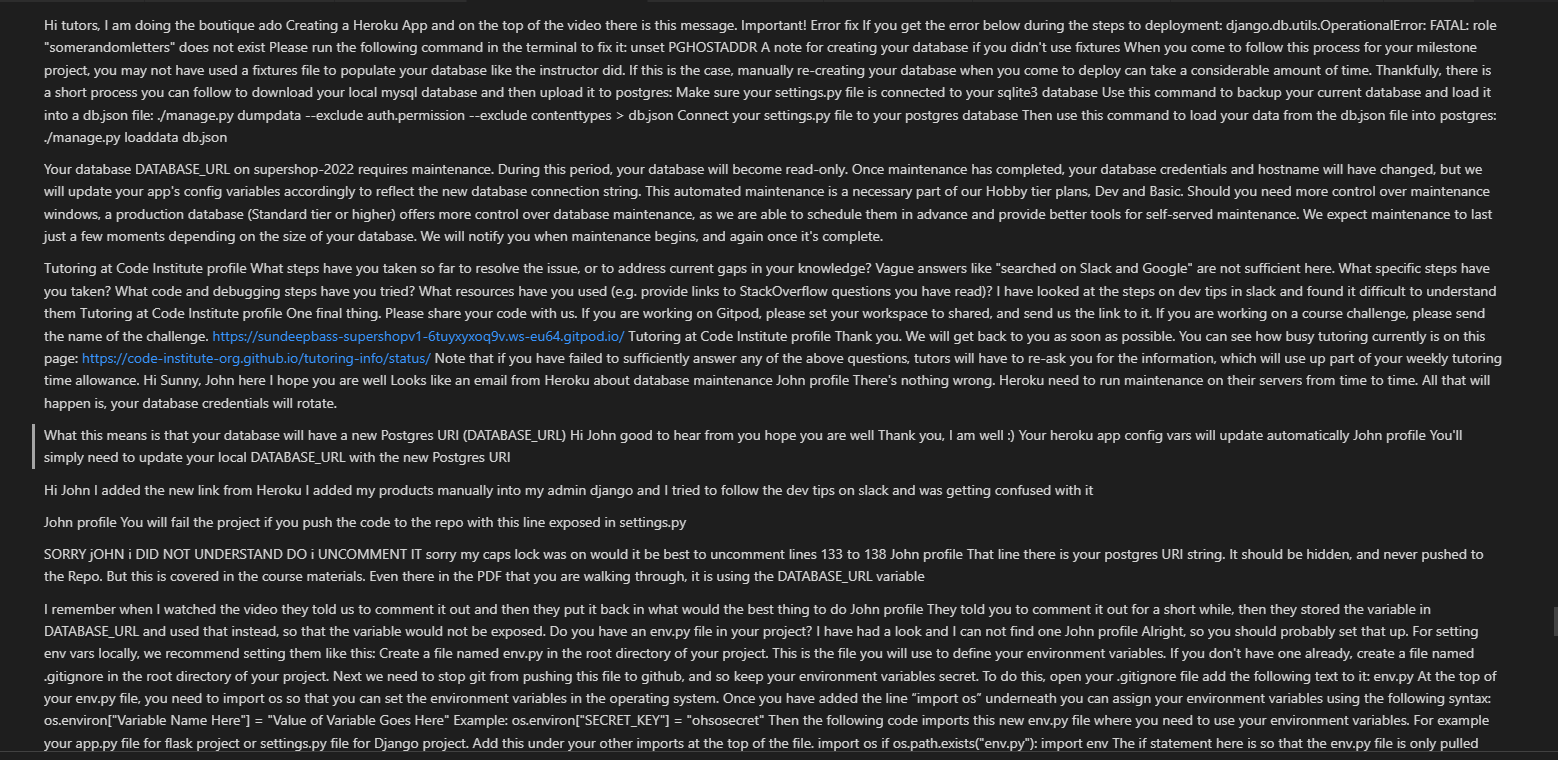 Hi tutors, I am doing the boutique ado Creating a Heroku App and on the top of the video there is this message. Important! Error fix If you get the error below during the steps to deployment: django.db.utils.OperationalError: FATAL: role
"somerandomletters" does not exist Please run the following command in the terminal to fix it: unset PGHOSTADDR A note for creating your database if you didn't use fixtures When you come to follow this process for your milestone
project, you may not have used a fixtures file to populate your database like the instructor did. If this is the case, manually re-creating your database when you come to deploy can take a considerable amount of time. Thankfully, there is
a short process you can follow to download your local mysql database and then upload it to postgres: Make sure your settings.py file is connected to your sqlite3 database Use this command to backup your current database and load it
into a db.json file: ./manage.py dumpdata --exclude auth.permission --exclude contenttypes > db.json Connect your settings.py file to your postgres database Then use this command to load your data from the db.json file into postgres:
./manage.py loaddata db.json
Your database DATABASE_URL on supershop-2022 requires maintenance. During this period, your database will become read-only. Once maintenance has completed, your database credentials and hostname will have changed, but we
will update your app's config variables accordingly to reflect the new database connection string. This automated maintenance is a necessary part of our Hobby tier plans, Dev and Basic. Should you need more control over maintenance
windows, a production database (Standard tier or higher) offers more control over database maintenance, as we are able to schedule them in advance and provide better tools for self-served maintenance. We expect maintenance to last
just a few moments depending on the size of your database. We will notify you when maintenance begins, and again once it's complete.
Tutoring at Code Institute profile What steps have you taken so far to resolve the issue, or to address current gaps in your knowledge? Vague answers like "searched on Slack and Google" are not sufficient here. What specific steps have
you taken? What code and debugging steps have you tried? What resources have you used (e.g. provide links to StackOverflow questions you have read)? I have looked at the steps on dev tips in slack and found it difficult to understand
them Tutoring at Code Institute profile One final thing. Please share your code with us. If you are working on Gitpod, please set your workspace to shared, and send us the link to it. If you are working on a course challenge, please send
the name of the challenge. https://sundeepbass-supershopv1-6tuyxyxoq9v.ws-eu64.gitpod.io/ Tutoring at Code Institute profile Thank you. We will get back to you as soon as possible. You can see how busy tutoring currently is on this
page: https://code-institute-org.github.io/tutoring-info/status/ Note that if you have failed to sufficiently answer any of the above questions, tutors will have to re-ask you for the information, which will use up part of your weekly tutoring
time allowance. Hi Sunny, John here I hope you are well Looks like an email from Heroku about database maintenance John profile There's nothing wrong. Heroku need to run maintenance on their servers from time to time. All that will
happen is, your database credentials will rotate.
What this means is that your database will have a new Postgres URI (DATABASE_URL) Hi John good to hear from you hope you are well Thank you, I am well :) Your heroku app config vars will update automatically John profile You'll
simply need to update your local DATABASE_URL with the new Postgres URI
Hi John I added the new link from Heroku I added my products manually into my admin django and I tried to follow the dev tips on slack and was getting confused with it
John profile You will fail the project if you push the code to the repo with this line exposed in settings.py
SORRY jOHN i DID NOT UNDERSTAND DO i UNCOMMENT IT sorry my caps lock was on would it be best to uncomment lines 133 to 138 John profile That line there is your postgres URI string. It should be hidden, and never pushed to
the Repo. But this is covered in the course materials. Even there in the PDF that you are walking through, it is using the DATABASE_URL variable
I remember when I watched the video they told us to comment it out and then they put it back in what would the best thing to do John profile They told you to comment it out for a short while, then they stored the variable in
DATABASE_URL and used that instead, so that the variable would not be exposed. Do you have an env.py file in your project? I have had a look and I can not find one John profile Alright, so you should probably set that up. For setting
env vars locally, we recommend setting them like this: Create a file named env.py in the root directory of your project. This is the file you will use to define your environment variables. If you don't have one already, create a file named
.gitignore in the root directory of your project. Next we need to stop git from pushing this file to github, and so keep your environment variables secret. To do this, open your .gitignore file add the following text to it: env.py At the top of
your env.py file, you need to import os so that you can set the environment variables in the operating system. Once you have added the line “import os” underneath you can assign your environment variables using the following syntax:
os.environ["Variable Name Here"] = "Value of Variable Goes Here" Example: os.environ["SECRET_KEY"] = "ohsosecret" Then the following code imports this new env.py file where you need to use your environment variables. For example
your app.py file for flask project or settings.py file for Django project. Add this under your other imports at the top of the file. import os if os.path.exists("env.py"): import env The if statement here is so that the env.py file is only pulled